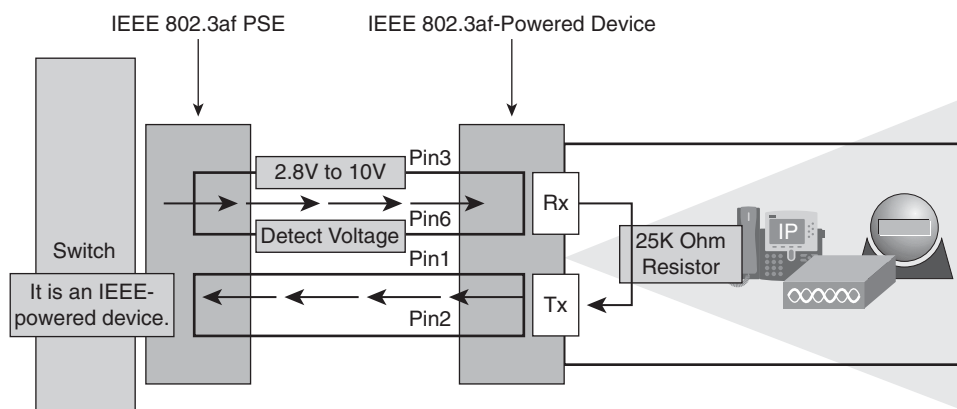 IEEE 802.3af PSE
IEEE 802.3af-Powered Device
Pin3
2.8V to 10V
Rx
Pin6
Detect Voltage
Switch
25K Ohm
Resistor
IP
Pin1
It is an IEEE-
powered device.
Tx
Pin2